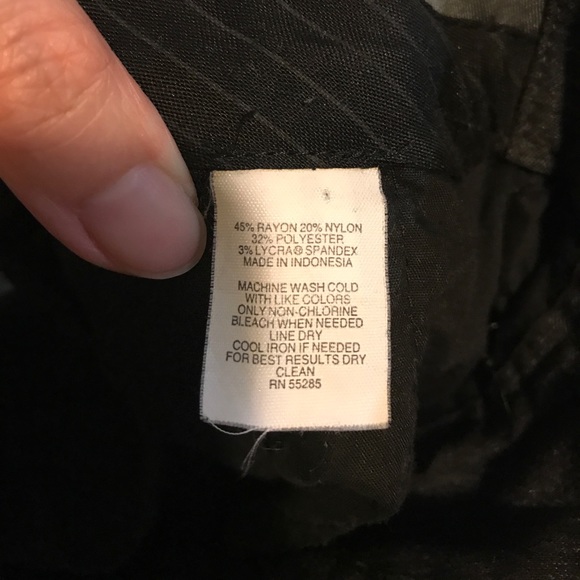 45% RAYON 20% NYLON
32% POLYESTER
3% LYCRA® SPANDEX
MADE IN INDONESIA
MACHINE WASH COLD
WITH LIKE COLORS
ONLY NON-CHLORINE
BLEACH WHEN NEEDED
LINE DRY
COOL IRON IF NEEDED
FOR BEST RESULTS DRY
CLEAN
RN 55285